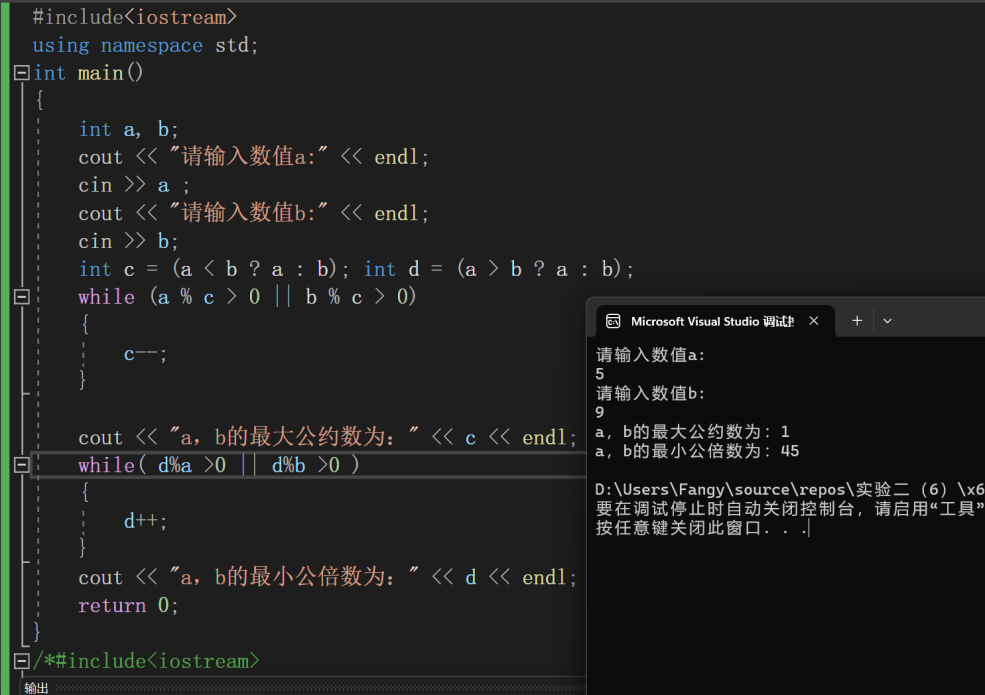 #include<iostream>
using namespace std;
int main()
{
int a, b;
cout << "请输入数值a:" << endl;
cin >> a ;
cout << "请输入数值b:" << endl;
cin >> b;
int c = (a < b ? a : b); int d = (a > b ? a : b);
while (a % c > 0 || b % c > 0)
{
c--;
}
cout << "a，b的最大公约数为：" << c << endl;
while( d%a >0 || d%b >0 )
{
d++;
}
cout << "a，b的最小公倍数为：" << d << endl;
return 0;
}
/*#include<iostream>
输出
Microsoft Visual Studio 调试
请输入数值a:
5
请输入数值b:
9
a，b的最大公约数为：1
a，b的最小公倍数为：45
D:\Users\Fangy\source\repos\实验二（6）\x6
要在调试停止时自动关闭控制台，请启用“工具”
按任意键关闭此窗口. . .